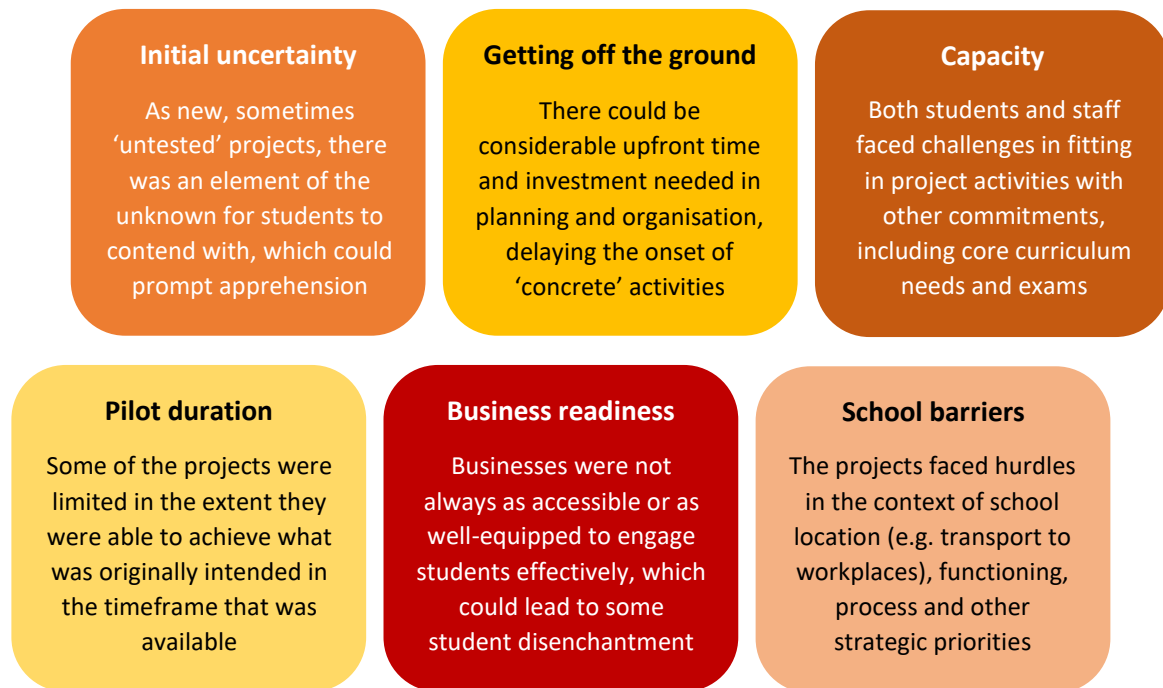 Initial uncertainty
As new, sometimes
‘untested’ projects, there
was an element of the
unknown for students to
contend with, which could
prompt apprehension
Getting off the ground
There could be
considerable upfront time
and investment needed in
planning and organisation,
delaying the onset of
‘concrete’ activities
Capacity
Both students and staff
faced challenges in fitting
in project activities with
other commitments,
including core curriculum
needs and exams
Pilot duration
Some of the projects were
limited in the extent they
were able to achieve what
was originally intended in
the timeframe that was
available
Business readiness
Businesses were not
always as accessible or as
well-equipped to engage
students effectively, which
could lead to some
student disenchantment
School barriers
The projects faced hurdles
in the context of school
location (e.g. transport to
workplaces), functioning,
process and other
strategic priorities